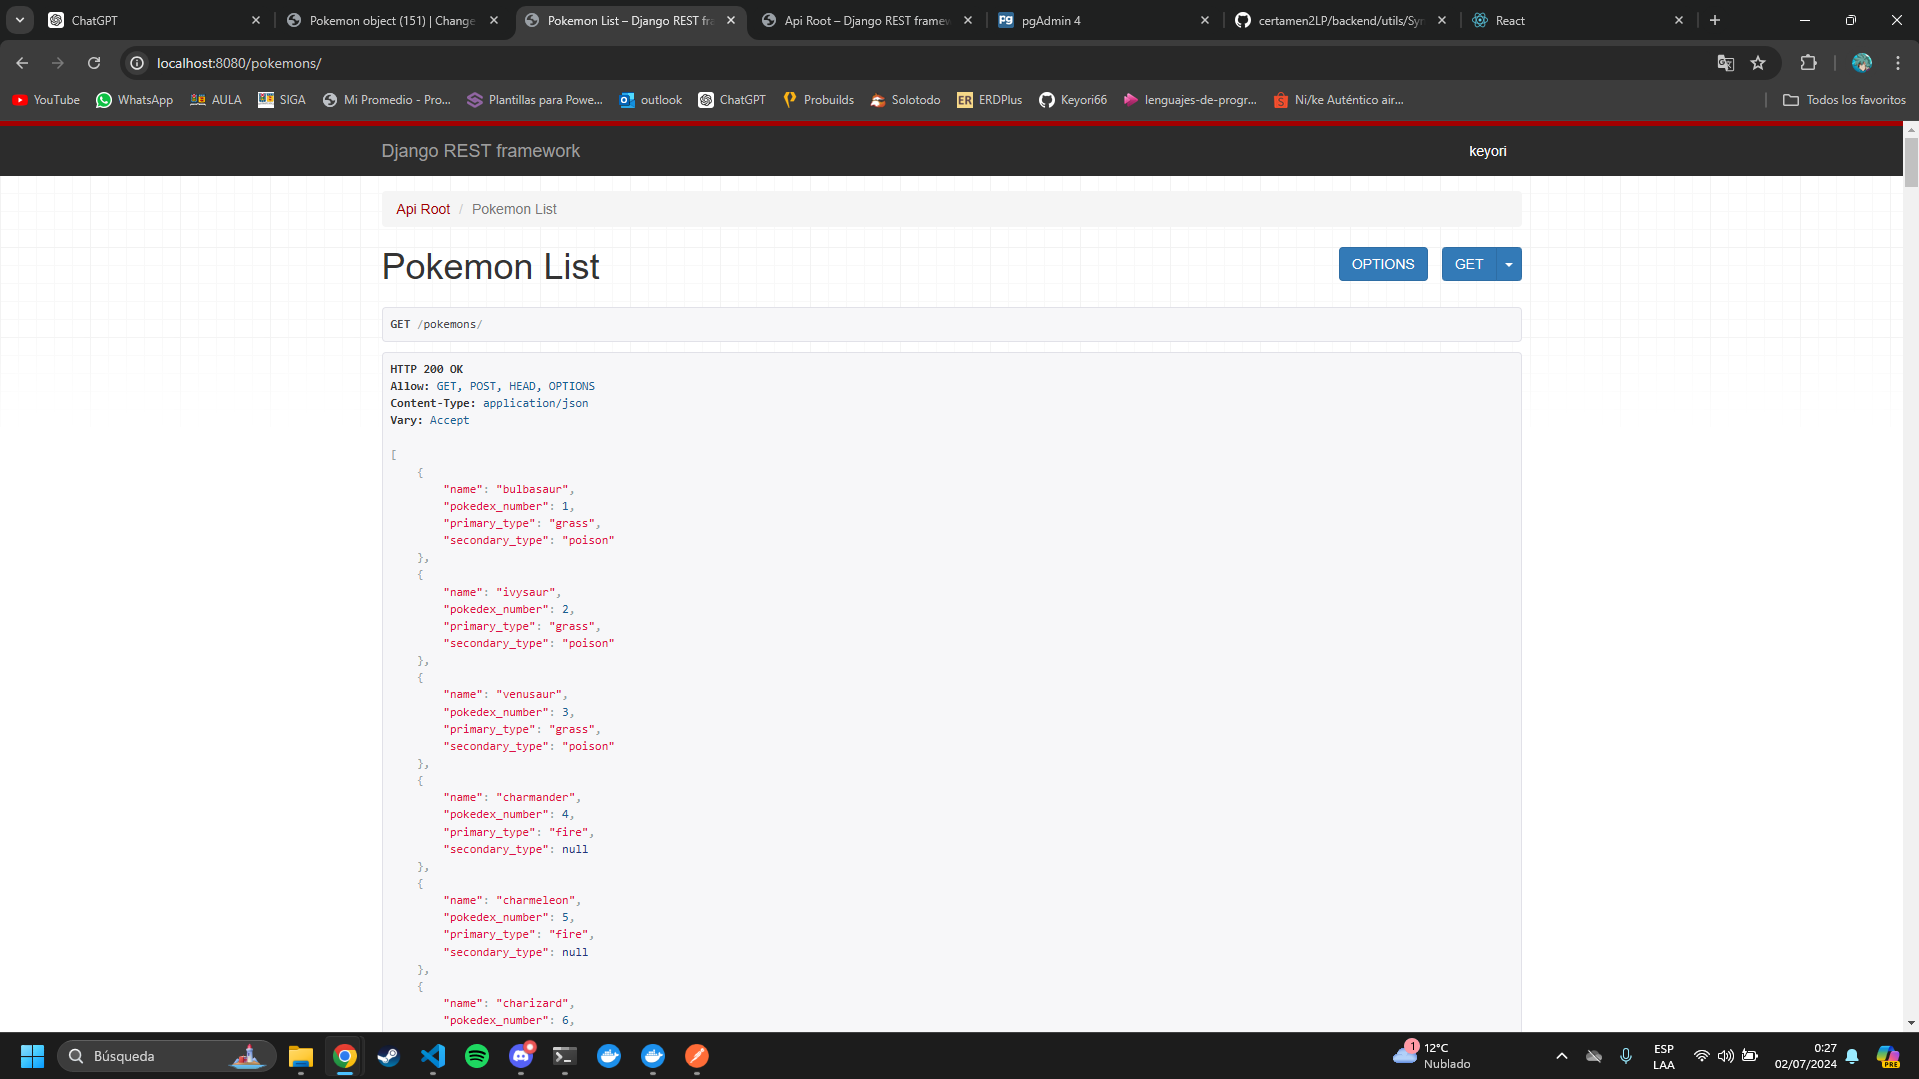 ChatGPT
Pokemon object (151) | Change
Pokemon List – Django REST fra
Api Root – Django REST framew
pgAdmin 4
certamen2LP/backend/utils/Syn
React
localhost:8080/pokemons/
YouTube
WhatsApp
AULA
SIGA
Mi Promedio - Pro...
Plantillas para Powe...
outlook
ChatGPT
Probuilds
Solotodo
ERDPlus
Keyori66
lenguajes-de-progr...
Ni/ke Auténtico air...
Todos los favoritos
Django REST framework
keyori
Api Root / Pokemon List
Pokemon List
OPTIONS
GET
GET /pokemons/
HTTP 200 OK
Allow: GET, POST, HEAD, OPTIONS
Content-Type: application/json
Vary: Accept
[
{
"name": "bulbasaur",
"pokedex_number": 1,
"primary_type": "grass",
"secondary_type": "poison"
},
{
"name": "ivysaur",
"pokedex_number": 2,
"primary_type": "grass",
"secondary_type": "poison"
},
{
"name": "venusaur",
"pokedex_number": 3,
"primary_type": "grass",
"secondary_type": "poison"
},
{
"name": "charmander",
"pokedex_number": 4,
"primary_type": "fire",
"secondary_type": null
},
{
"name": "charmeleon",
"pokedex_number": 5,
"primary_type": "fire",
"secondary_type": null
},
{
"name": "charizard",
"pokedex_number": 6,
Búsqueda
1
12°C
Nublado
ESP
LAA
0:27
02/07/2024
PRE